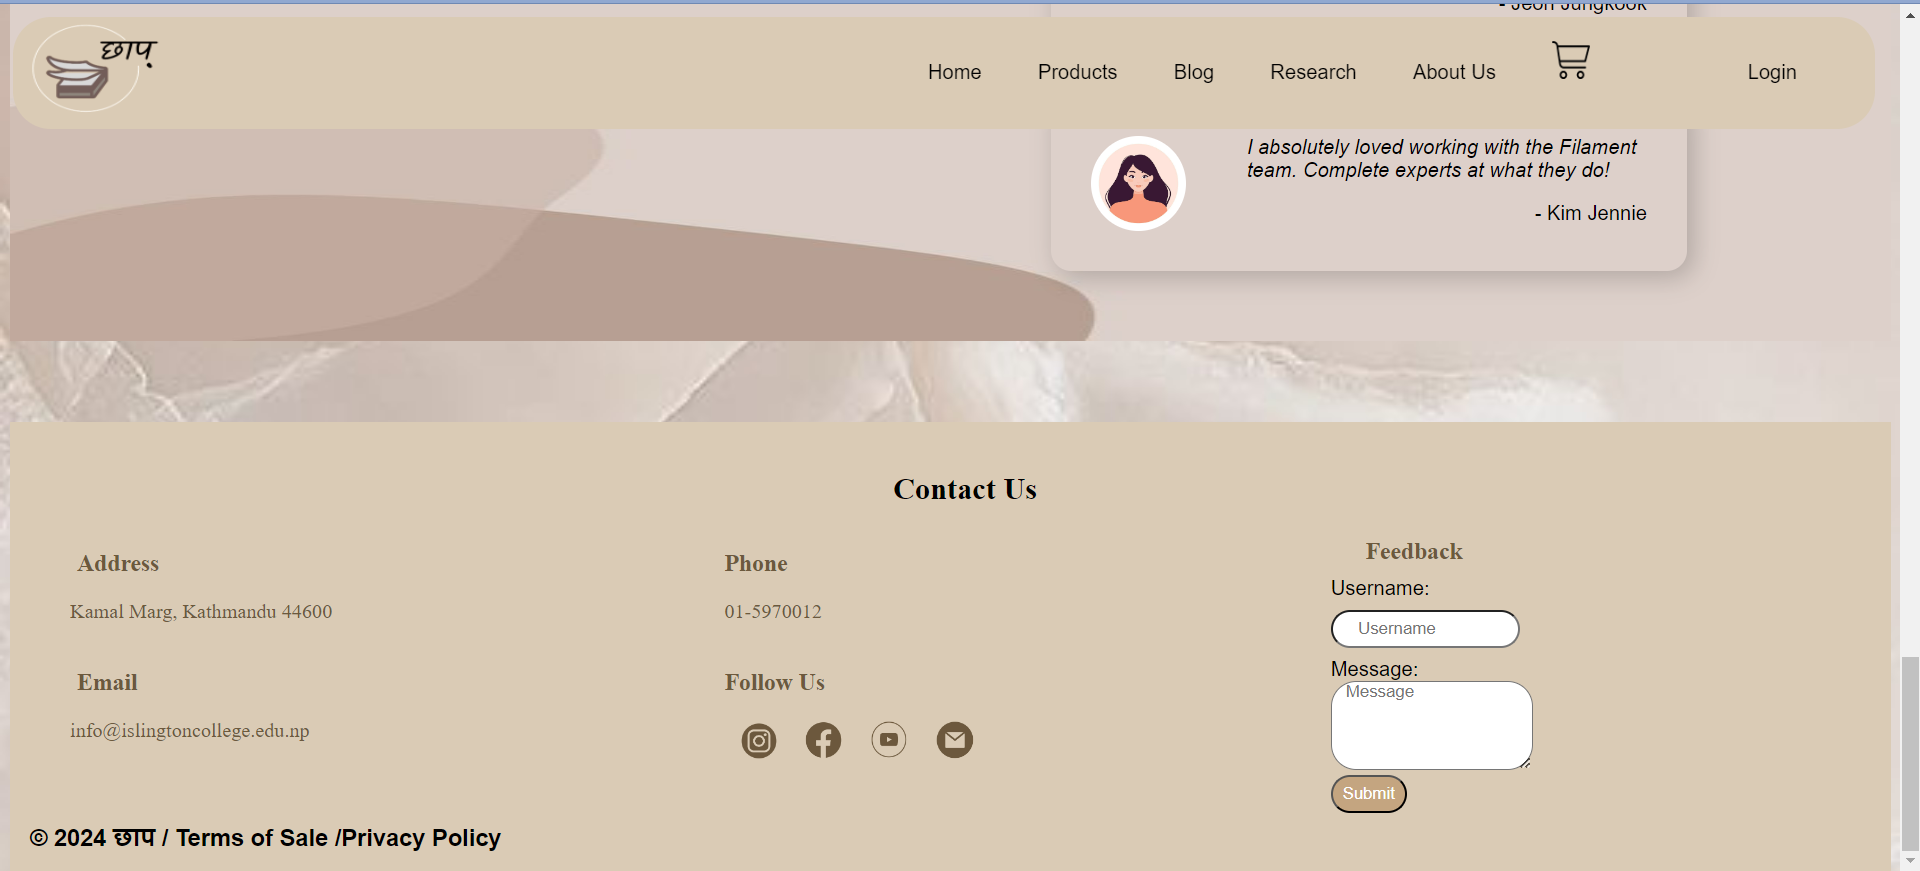 - Jeon Jungkook
छाप
Home Products Blog Research About Us Login
I absolutely loved working with the Filament
team. Complete experts at what they do!
- Kim Jennie
Contact Us
Address
Kamal Marg, Kathmandu 44600
Email
info@islingtoncollege.edu.np
Phone
01-5970012
Follow Us
Feedback
Username:
Username
Message:
Message
Submit
© 2024 छाप / Terms of Sale /Privacy Policy